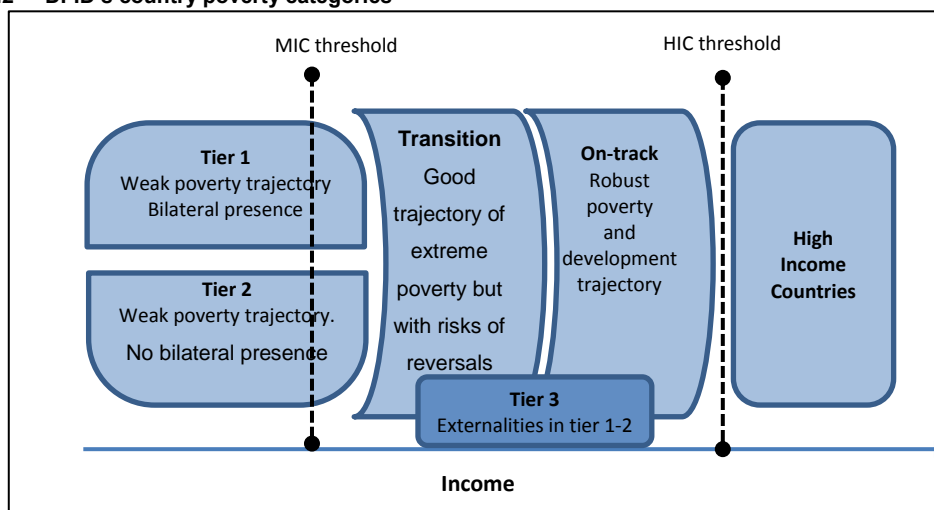 MIC threshold
HIC threshold
Tier 1
Weak poverty trajectory
Bilateral presence
Tier 2
Weak poverty trajectory.
No bilateral presence
Transition
Good
trajectory of
extreme
poverty but
with risks of
reversals
On-track
Robust
poverty
and
development
trajectory
Tier 3
Externalities in tier 1-2
High
Income
Countries
Income